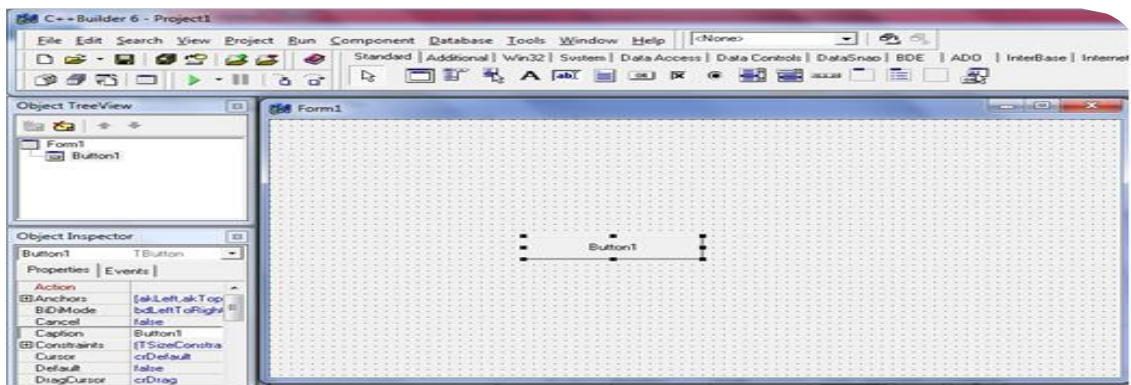 C++Builder 6 - Project1
File Edit Search View Project Run Component Database Tools Window Help <None>
Standard Additional Win32 System Data Access Data Controls DataSnap BDE ADO InterBase Internet
Object TreeView
Form1
Button1
Object Inspector
Button1 TButton
Properties Events
Action
Anchors [akLeft,akTop
BiDiMode bdLeftToRight
Cancel false
Caption Button1
Constraints (TSizeConstra
Cursor crDefault
Default false
DragCursor crDrag
Form1
Button1